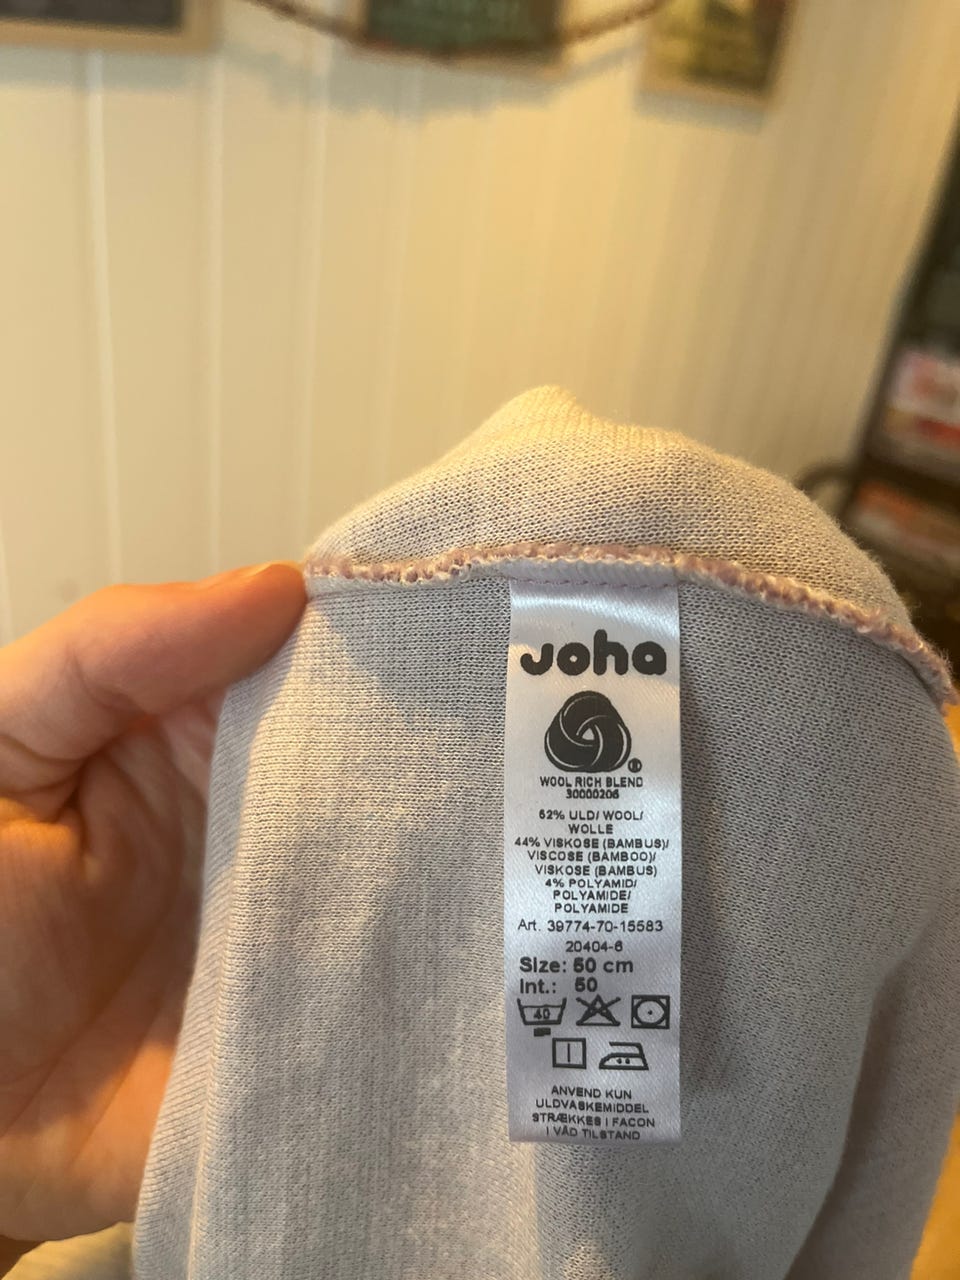 Joha
WOOL RICH BLEND
30000206
52% ULD/ WOOL/
WOLLE
44% VISKOSE (BAMBUS)/
VISCOSE (BAMBOO)/
VISKOSE (BAMBUS)
4% POLYAMID/
POLYAMIDE/
POLYAMIDE
Art. 39774-70-15583
20404-6
Size: 50 cm
Int.: 50
40
ANVEND KUN
ULDVASKEMIDDEL
STRÆKKES I FACON
I VÅD TILSTAND